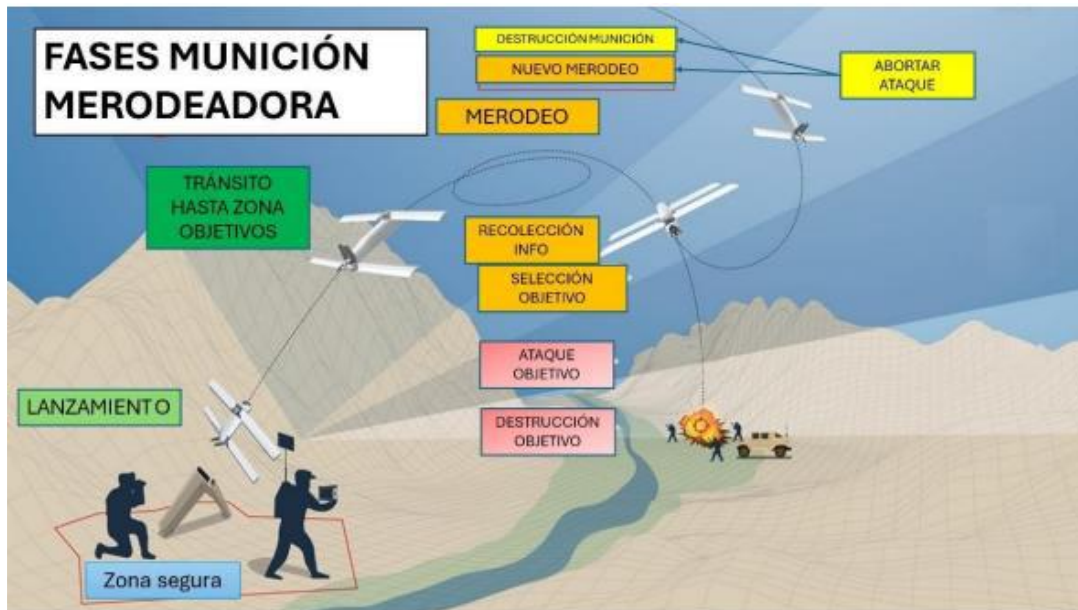 FASES MUNICIÓN
MERODEADORA
DESTRUCCIÓN MUNICIÓN
NUEVO MERODEO
ABORTAR
ATAQUE
MERODEO
TRÁNSITO
HASTA ZONA
OBJETIVOS
RECOLECCIÓN
INFO
SELECCIÓN
OBJETIVO
ATAQUE
OBJETIVO
LANZAMIENTO
DESTRUCCIÓN
OBJETIVO
Zona segura